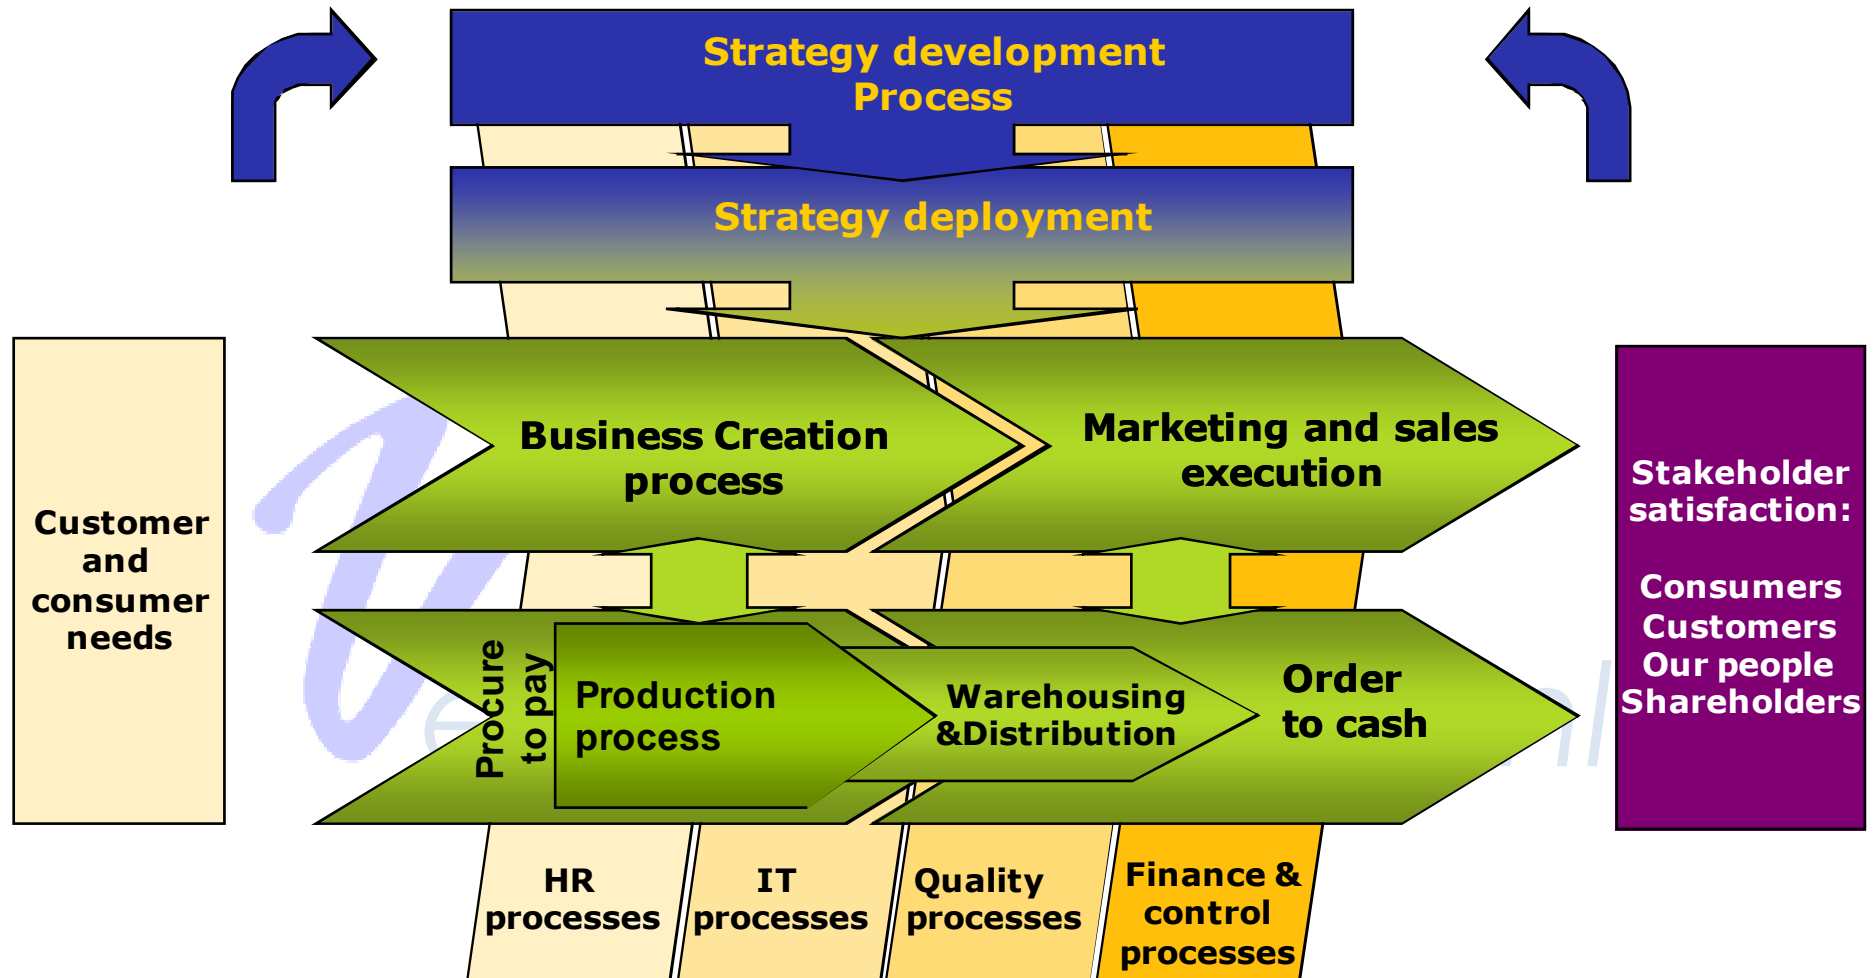 Strategy development
Process
Strategy deployment
Business Creation
process
Marketing and sales
execution
Customer
and
consumer
needs
Stakeholder
satisfaction:
Consumers
Customers
Our people
Shareholders
Procure
to pay
Production
process
Warehousing
&Distribution
Order
to cash
HR
processes
IT
processes
Quality
processes
Finance &
control
processes